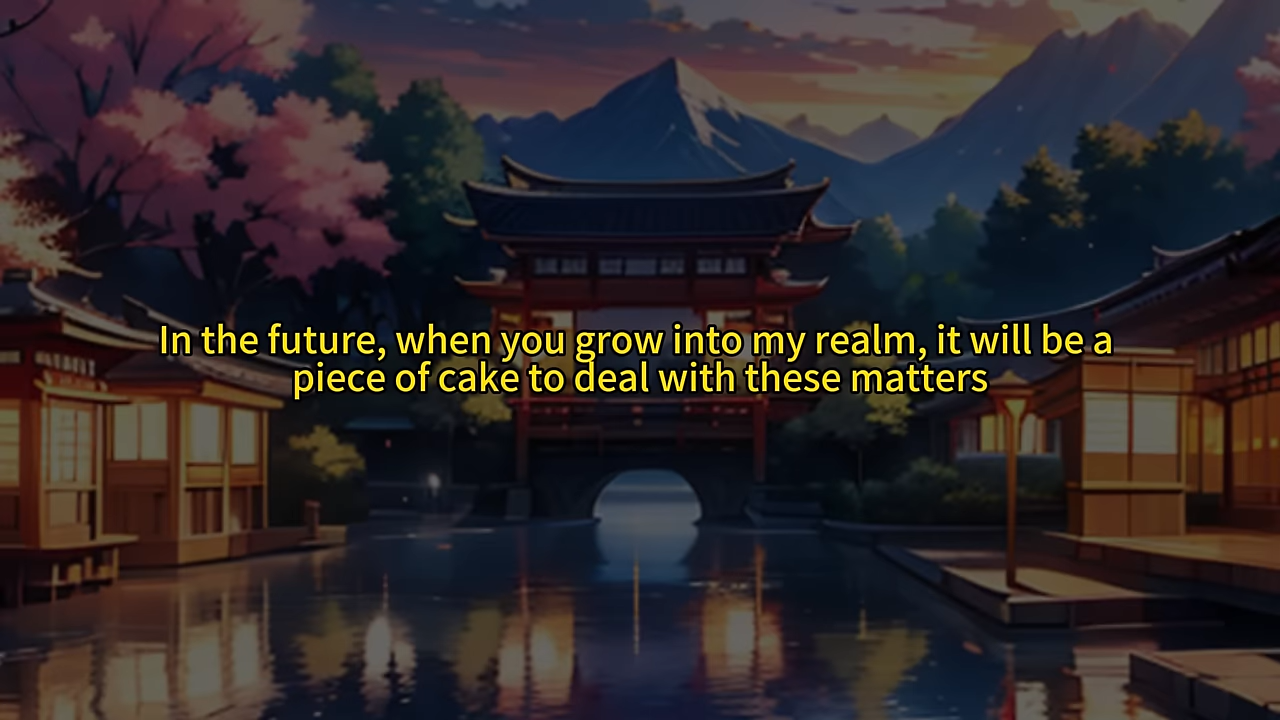 In the future, when you grow into my realm, it will be a
piece of cake to deal with these matters